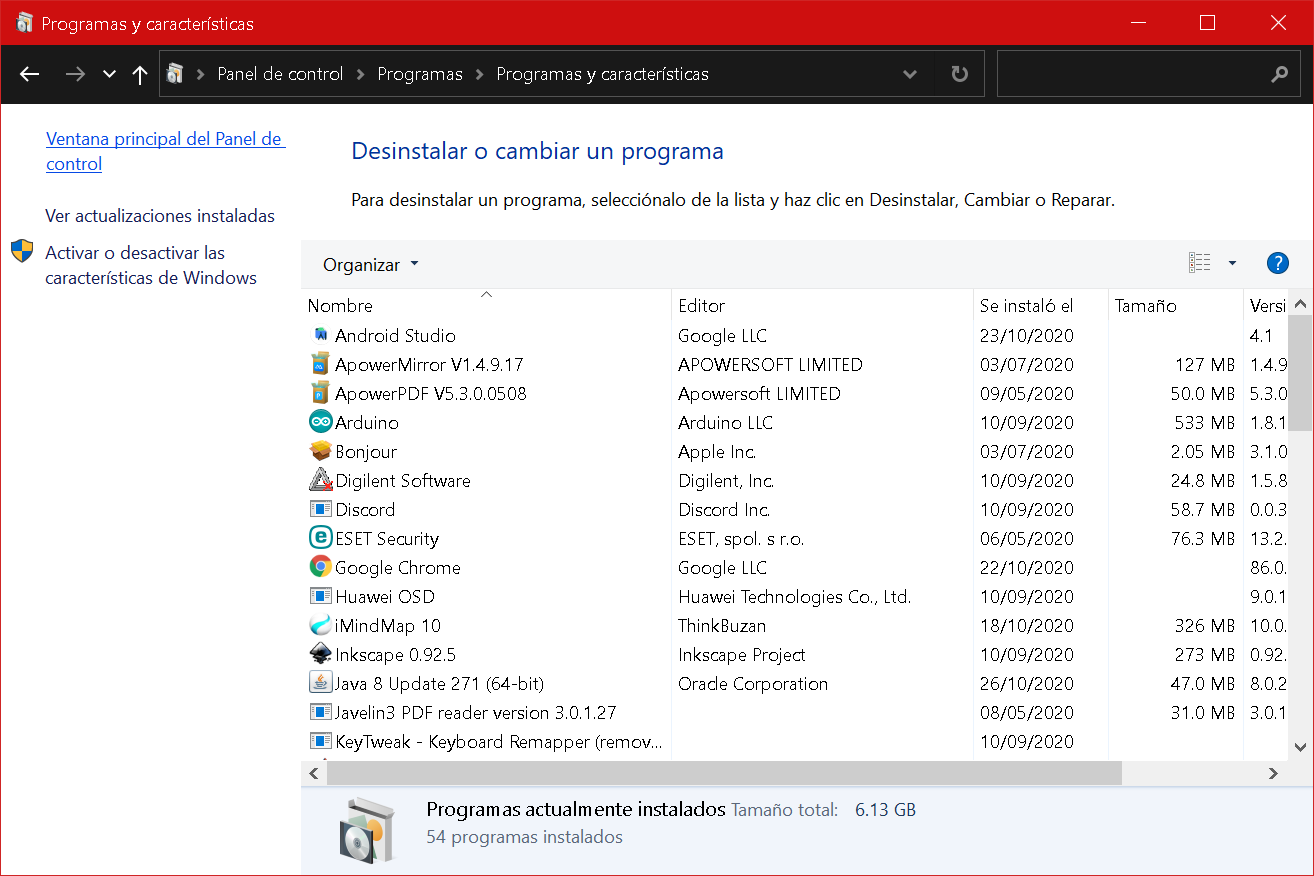 Programas y características
Panel de control Programas Programas y características
Ventana principal del Panel de
control
Ver actualizaciones instaladas
Activar o desactivar las
características de Windows
Desinstalar o cambiar un programa
Para desinstalar un programa, selecciónalo de la lista y haz clic en Desinstalar, Cambiar o Reparar.
Organizar
Nombre Editor Se instaló el Tamaño Versi
Android Studio Google LLC 23/10/2020 4.1
ApowerMirror V1.4.9.17 APOWERSOFT LIMITED 03/07/2020 127 MB 1.4.9
ApowerPDF V5.3.0.0508 Apowersoft LIMITED 09/05/2020 50.0 MB 5.3.0
Arduino Arduino LLC 10/09/2020 533 MB 1.8.1
Bonjour Apple Inc. 03/07/2020 2.05 MB 3.1.0
Digilent Software Digilent, Inc. 10/09/2020 24.8 MB 1.5.8
Discord Discord Inc. 10/09/2020 58.7 MB 0.0.3
ESET Security ESET, spol. s r.o. 06/05/2020 76.3 MB 13.2.
Google Chrome Google LLC 22/10/2020 86.0.
Huawei OSD Huawei Technologies Co., Ltd. 10/09/2020 9.0.1
iMindMap 10 ThinkBuzan 18/10/2020 326 MB 10.0.
Inkscape 0.92.5 Inkscape Project 10/09/2020 273 MB 0.92.
Java 8 Update 271 (64-bit) Oracle Corporation 26/10/2020 47.0 MB 8.0.2
Javelin3 PDF reader version 3.0.1.27 08/05/2020 31.0 MB 3.0.1
KeyTweak - Keyboard Remapper (remov... 10/09/2020
Programas actualmente instalados Tamaño total: 6.13 GB
54 programas instalados